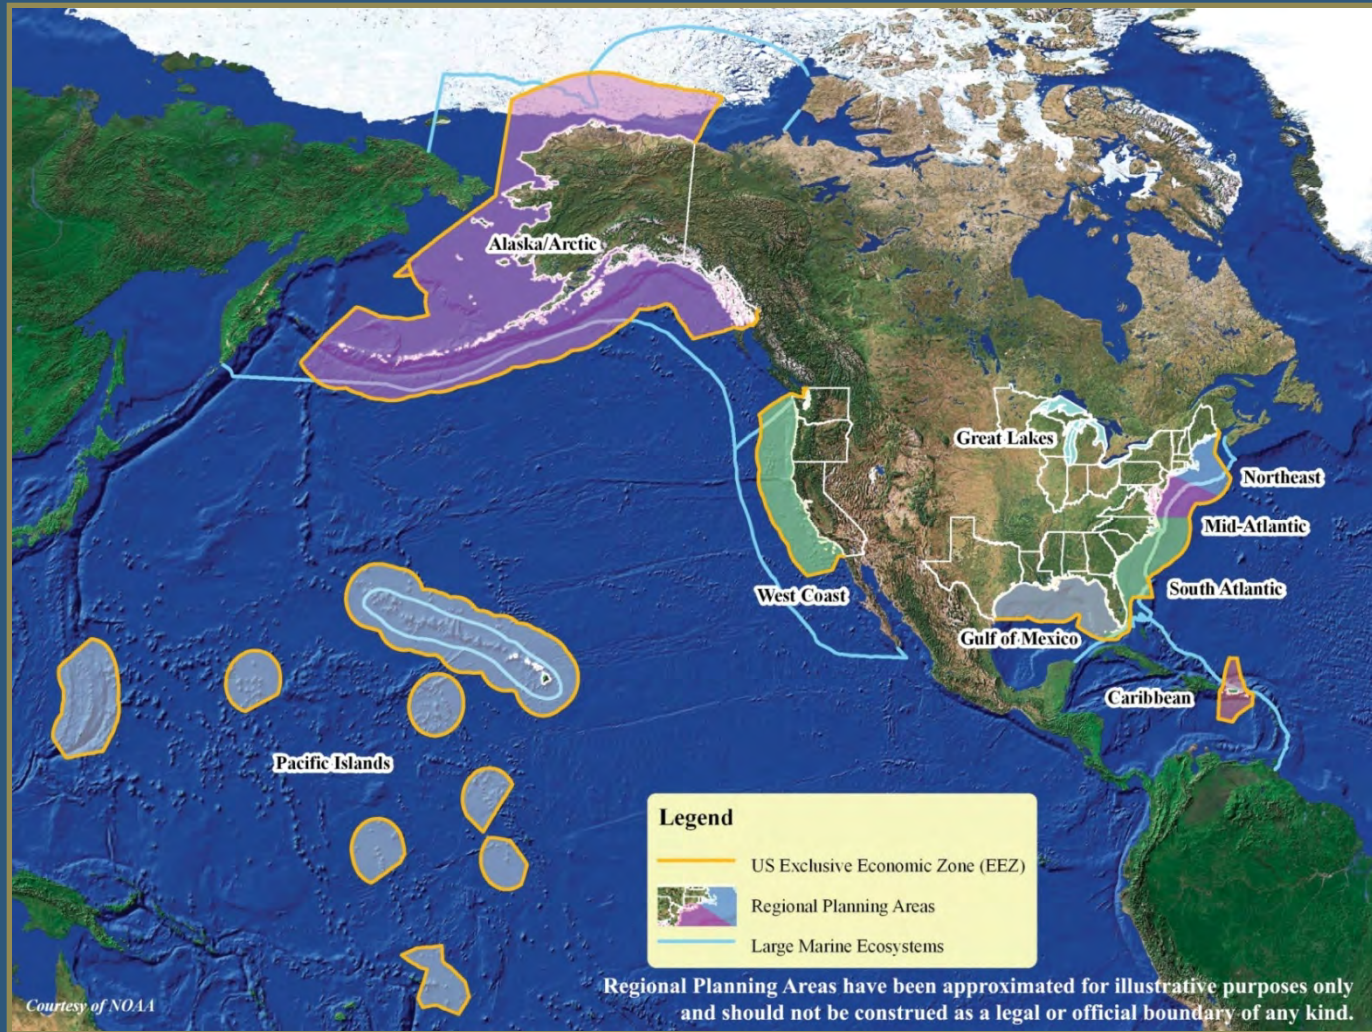 Alaska/Arctic
Great Lakes
Northeast
Mid-Atlantic
West Coast
South Atlantic
Gulf of Mexico
Caribbean
Pacific Islands
Legend
US Exclusive Economic Zone (EEZ)
Regional Planning Areas
Large Marine Ecosystems
Regional Planning Areas have been approximated for illustrative purposes only
and should not be construed as a legal or official boundary of any kind.
Courtesy of NOAA